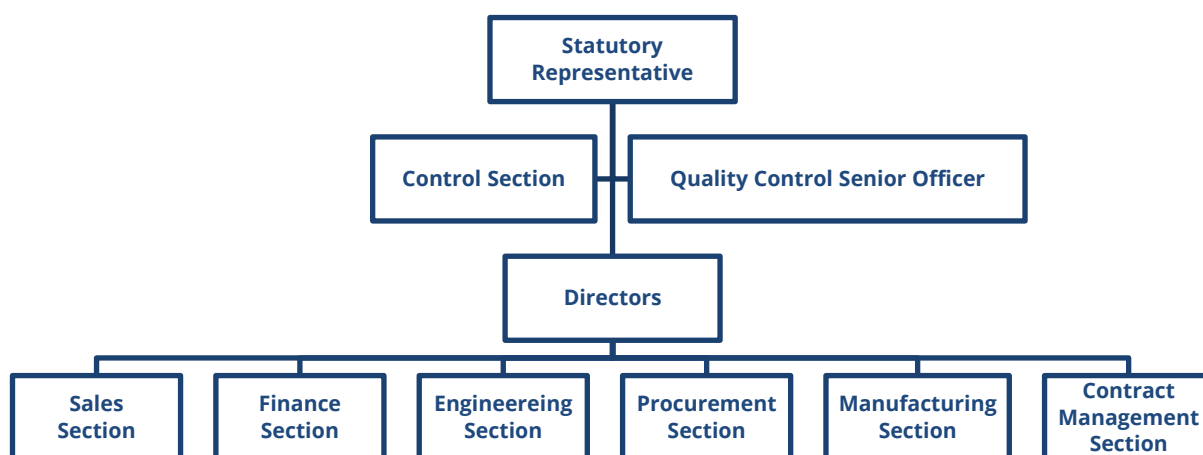 Statutory
Representative
Control Section
Quality Control Senior Officer
Directors
Sales
Section
Finance
Section
Engineereing
Section
Procurement
Section
Manufacturing
Section
Contract
Management
Section